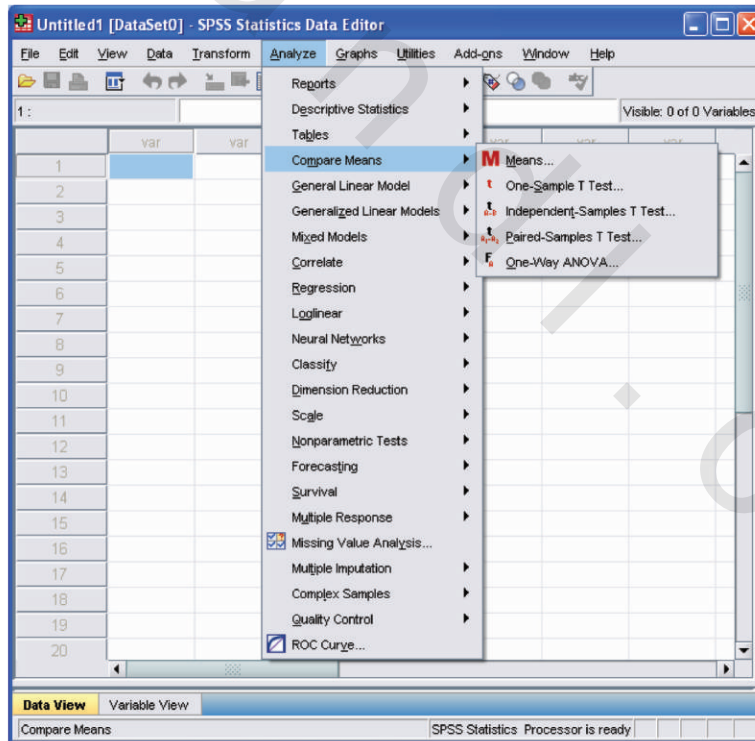 Untitled1 [DataSet0] - SPSS Statistics Data Editor
File Edit View Data Transform Analyze Graphs Utilities Add-ons Window Help
1 :
Visible: 0 of 0 Variables
var var var var var
Reports
Descriptive Statistics
Tables
Compare Means
General Linear Model
Generalized Linear Models
Mixed Models
Correlate
Regression
Loglinear
Neural Networks
Classify
Dimension Reduction
Scale
Nonparametric Tests
Forecasting
Survival
Multiple Response
Missing Value Analysis...
Multiple Imputation
Complex Samples
Quality Control
ROC Curve...
M Means...
t One-Sample T Test...
Independent-Samples T Test...
Paired-Samples T Test...
One-Way ANOVA...
1
2
3
4
5
6
7
8
9
10
11
12
13
14
15
16
17
18
19
20
Data View Variable View
Compare Means
SPSS Statistics Processor is ready